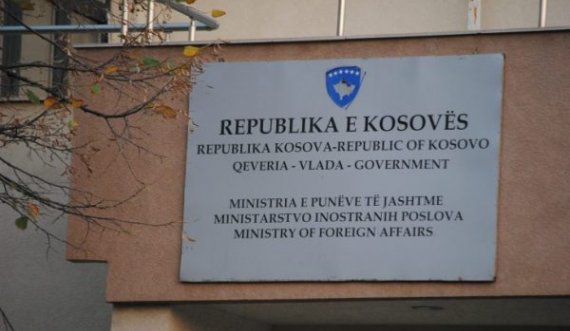 REPUBLIKA E KOSOVËS
REPUBLIKA KOSOVA-REPUBLIC OF KOSOVO
QEVERIA - VLADA - GOVERNMENT
MINISTRIA E PUNËVE TË JASHTME
MINISTARSTVO INOSTRANIH POSLOVA
MINISTRY OF FOREIGN AFFAIRS